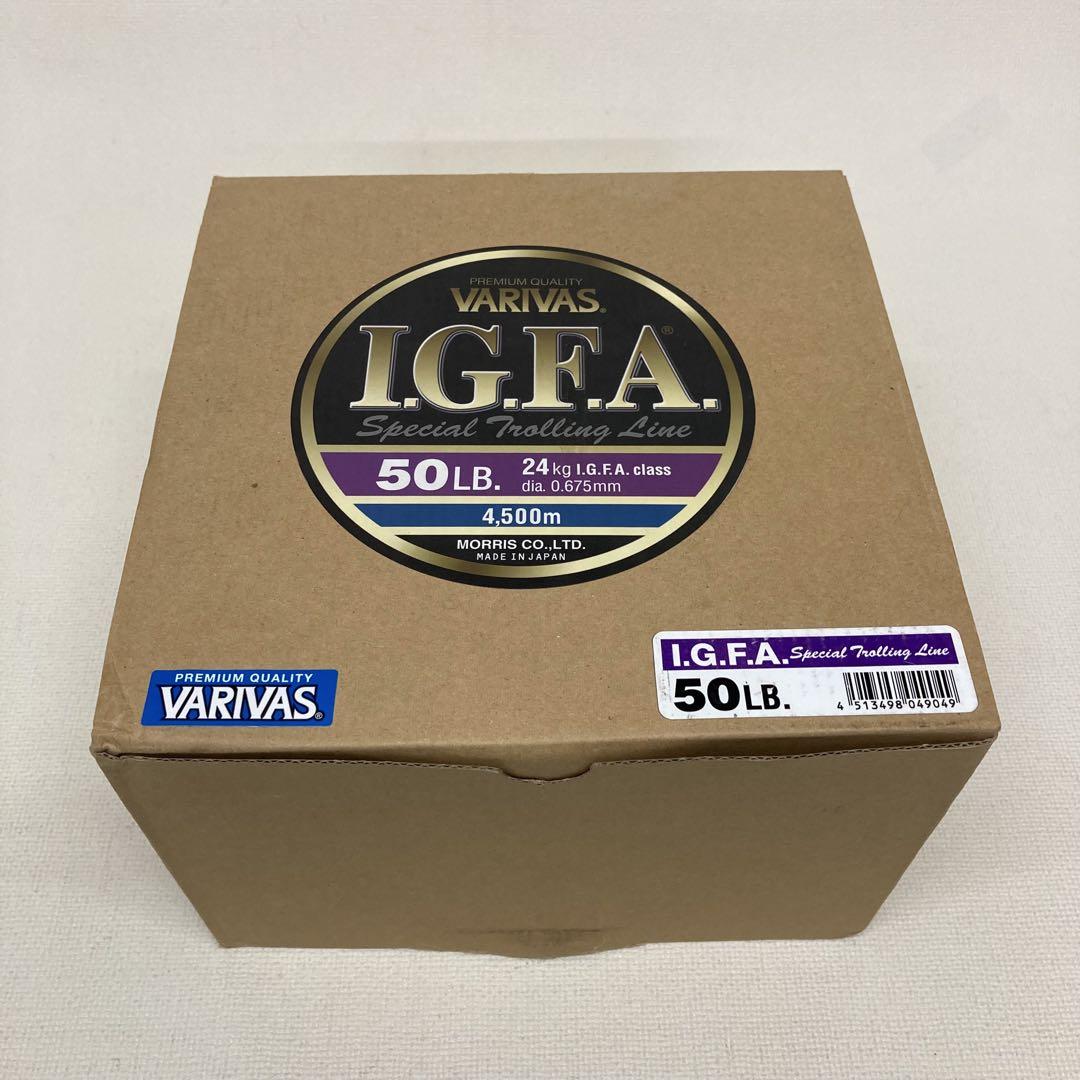 PREMIUM QUALITY
VARIVAS®
I.G.F.A.®
Special Trolling Line
50LB. 24kg I.G.F.A. class
dia. 0.675mm
4,500m
MORRIS CO.,LTD.
MADE IN JAPAN
PREMIUM QUALITY
VARIVAS®
I.G.F.A. Special Trolling Line
50LB.
4 513498 049049